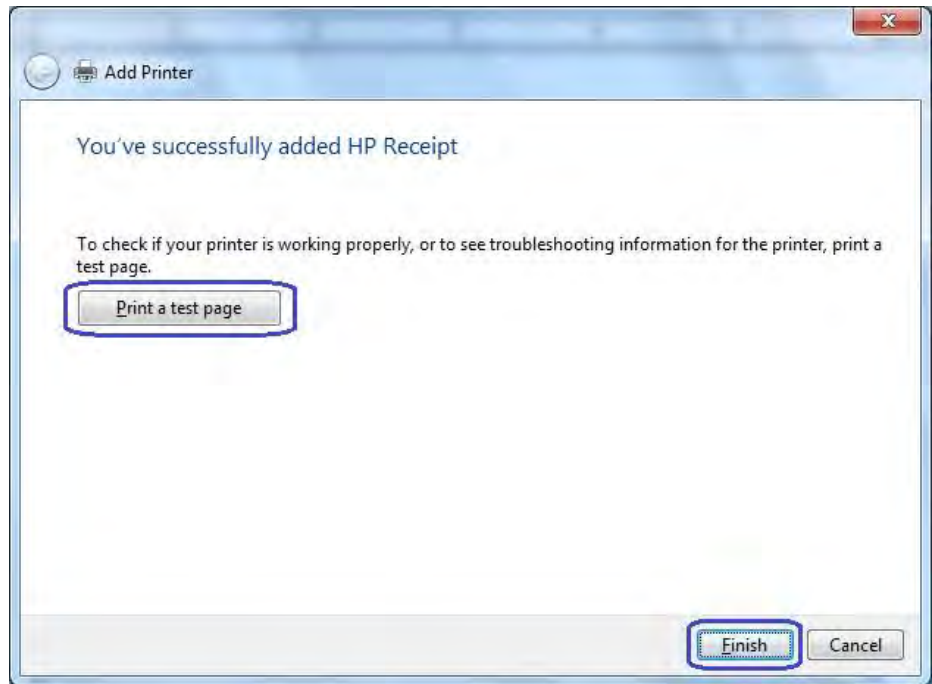 Add Printer
You've successfully added HP Receipt
To check if your printer is working properly, or to see troubleshooting information for the printer, print a
test page.
Print a test page
Finish Cancel